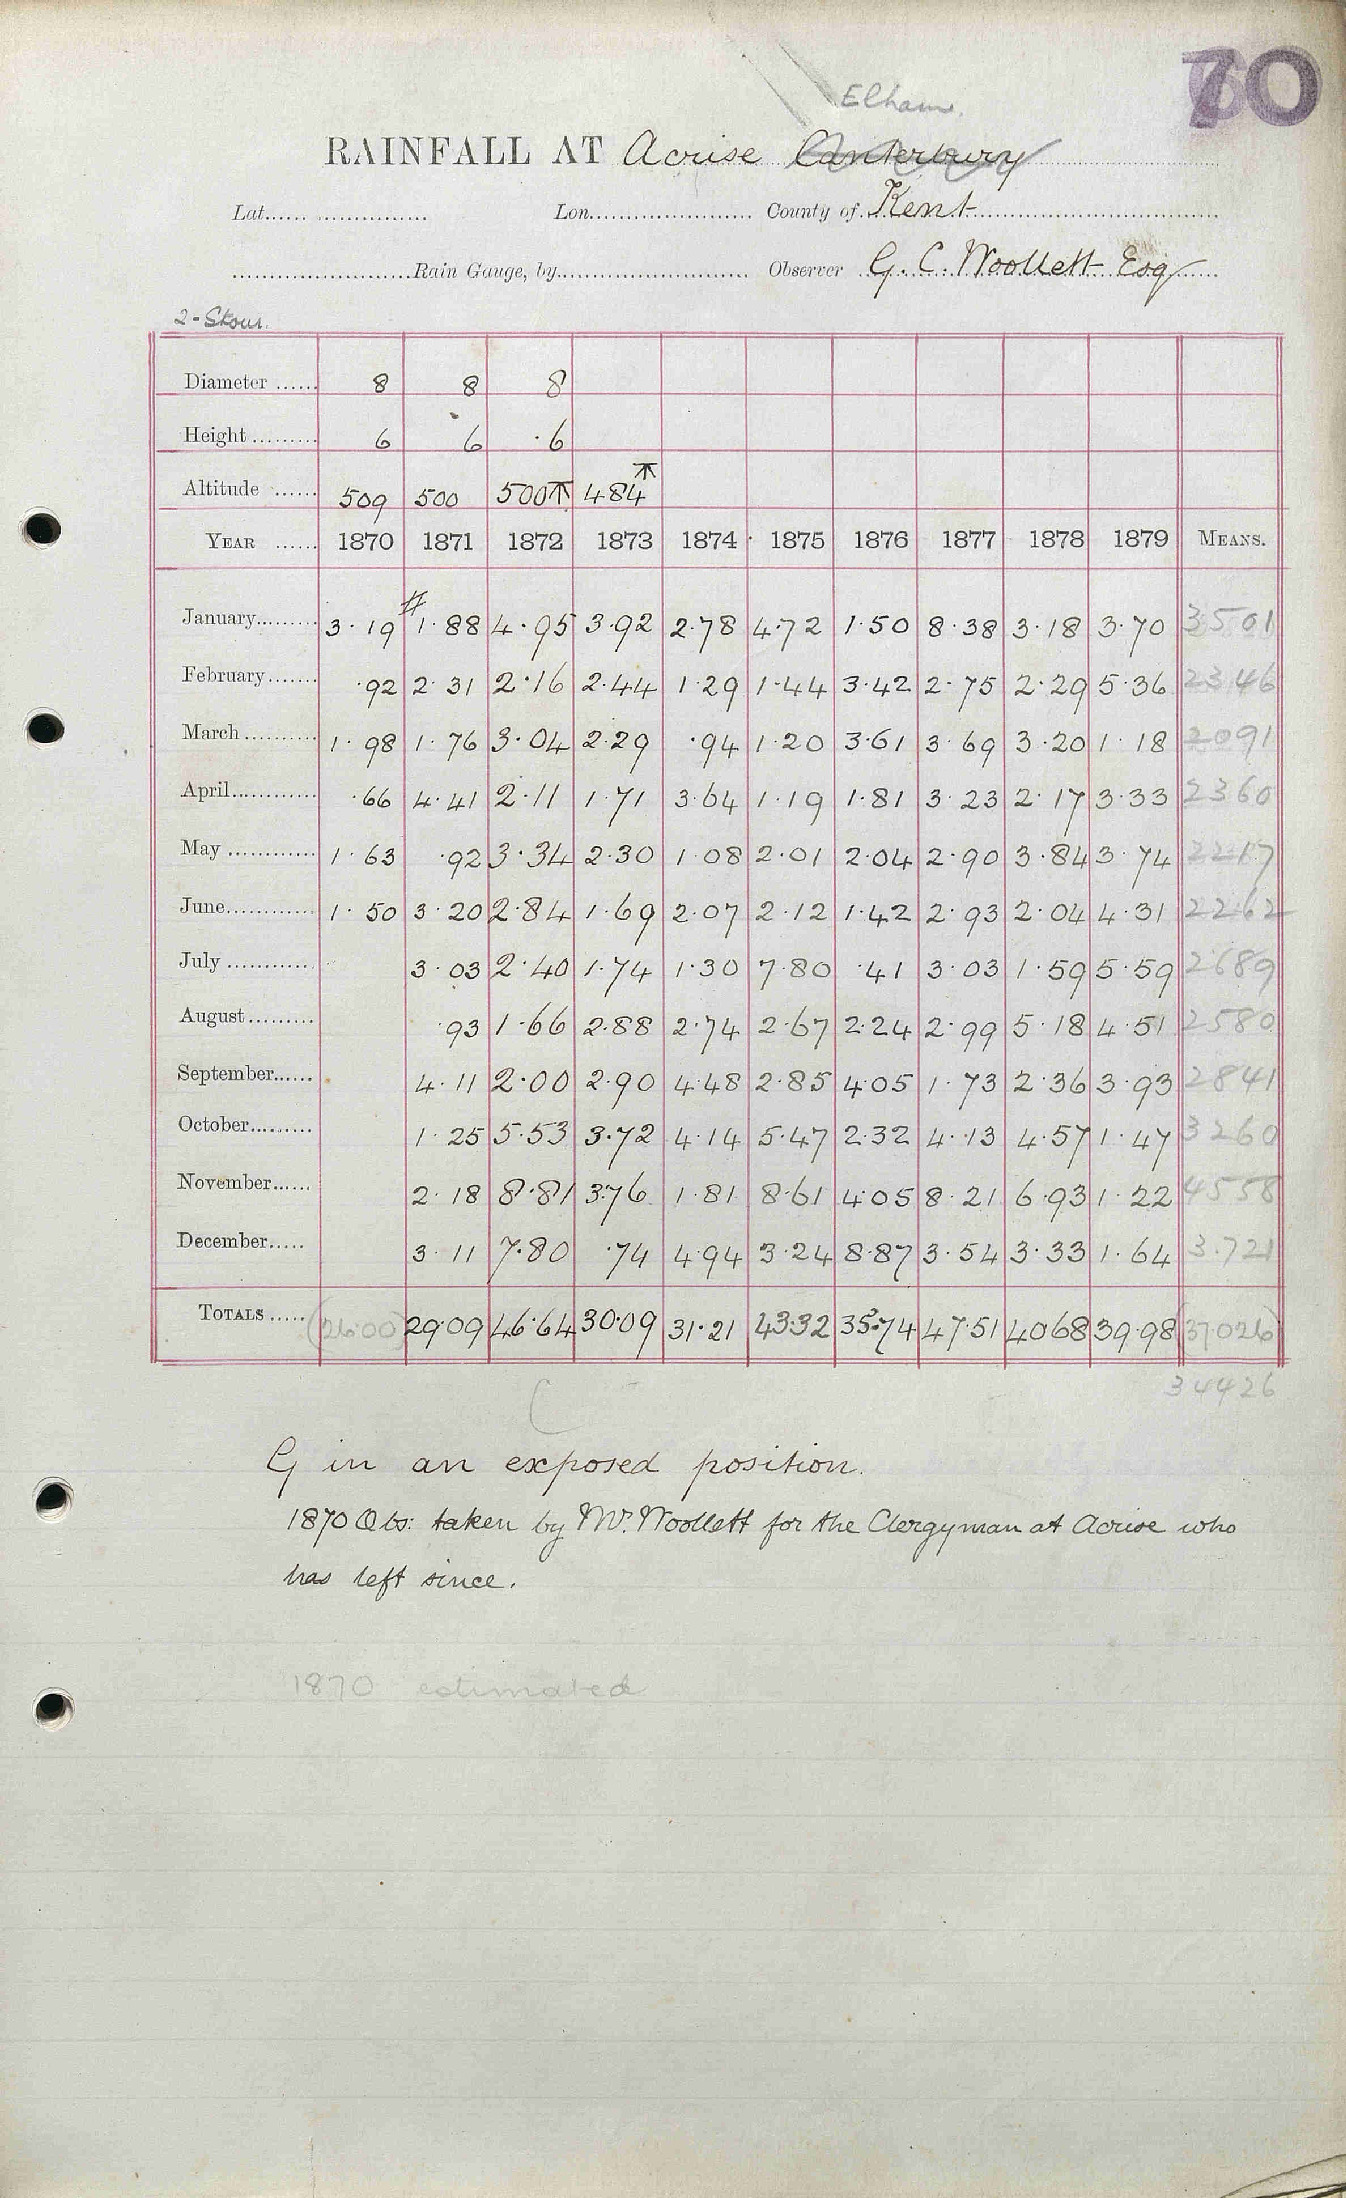 70
Elham.
RAINFALL AT Acrise Canterbury
Lat. Lon. County of Kent
Rain Gauge, by Observer G. C. Woollett Esq
2 - Stour.
Diameter 8 8 8
Height 6 6 .6
Altitude 509 500 500 484
YEAR 1870 1871 1872 1873 1874 1875 1876 1877 1878 1879 MEANS.
January 3.19 1.88 4.95 3.92 2.78 4.72 1.50 8.38 3.18 3.70 3501
February .92 2.31 2.16 2.44 1.29 1.44 3.42 2.75 2.29 5.36 2346
March 1.98 1.76 3.04 2.29 .94 1.20 3.61 3.69 3.20 1.18 2091
April .66 4.41 2.11 1.71 3.64 1.19 1.81 3.23 2.17 3.33 2360
May 1.63 .92 3.34 2.30 1.08 2.01 2.04 2.90 3.84 3.74 2217
June 1.50 3.20 2.84 1.69 2.07 2.12 1.42 2.93 2.04 4.31 2262
July 3.03 2.40 1.74 1.30 7.80 .41 3.03 1.59 5.59 2689
August .93 1.66 2.88 2.74 2.67 2.24 2.99 5.18 4.51 2580
September 4.11 2.00 2.90 4.48 2.85 4.05 1.73 2.36 3.93 2841
October 1.25 5.53 3.72 4.14 5.47 2.32 4.13 4.57 1.47 3260
November 2.18 8.81 3.76 1.81 8.61 4.05 8.21 6.93 1.22 4558
December 3.11 7.80 .74 4.94 3.24 8.87 3.54 3.33 1.64 3.721
TOTALS (26.00) 29.09 46.64 30.09 31.21 43.32 35.74 47.51 40.68 39.98 (37.026)
34426
G in an exposed position.
1870 Obs: taken by Mr. Woollett for the Clergyman at Acrise who
has left since.
1870 estimated